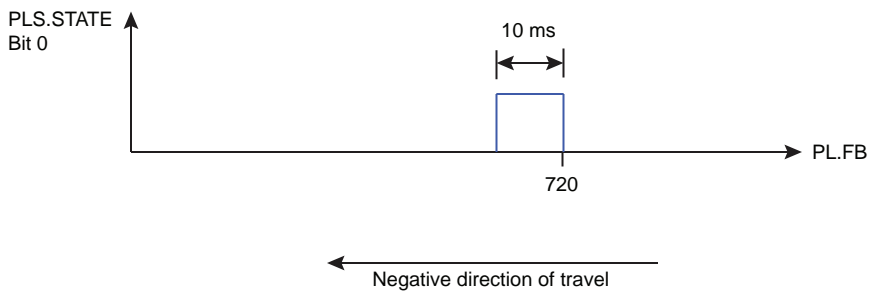 PLS.STATE
Bit 0
10 ms
PL.FB
720
Negative direction of travel